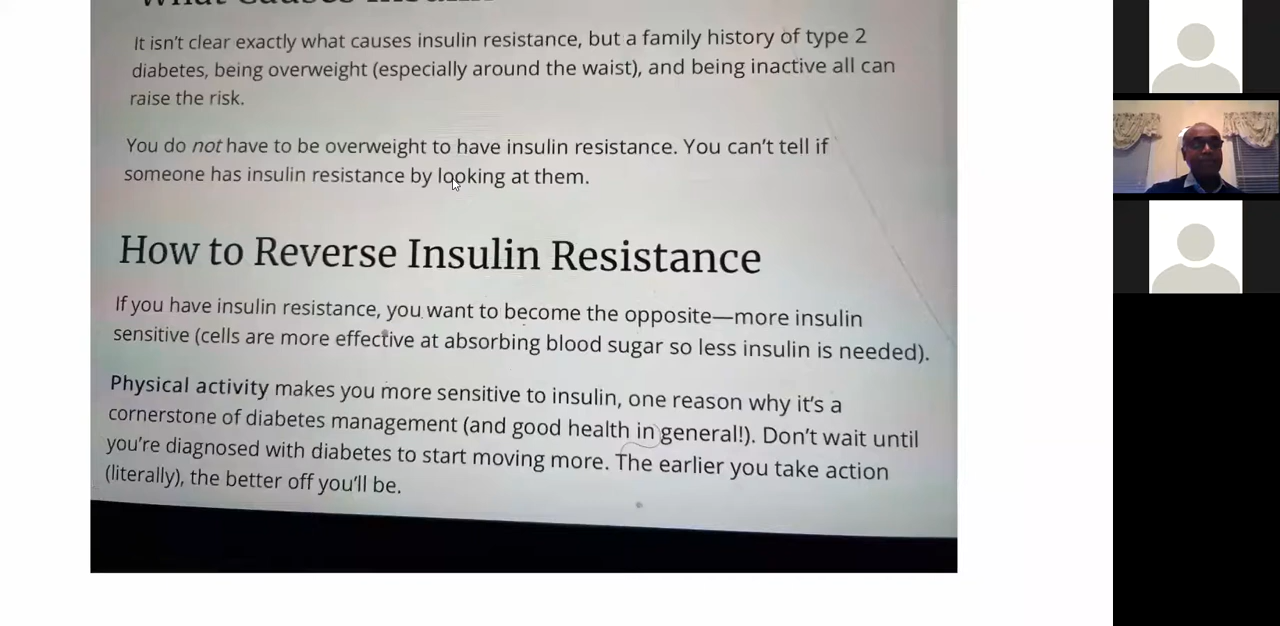 What Causes Insulin
It isn't clear exactly what causes insulin resistance, but a family history of type 2
diabetes, being overweight (especially around the waist), and being inactive all can
raise the risk.
You do not have to be overweight to have insulin resistance. You can't tell if
someone has insulin resistance by looking at them.
How to Reverse Insulin Resistance
If you have insulin resistance, you want to become the opposite—more insulin
sensitive (cells are more effective at absorbing blood sugar so less insulin is needed).
Physical activity makes you more sensitive to insulin, one reason why it's a
cornerstone of diabetes management (and good health in general!). Don't wait until
you're diagnosed with diabetes to start moving more. The earlier you take action
(literally), the better off you'll be.